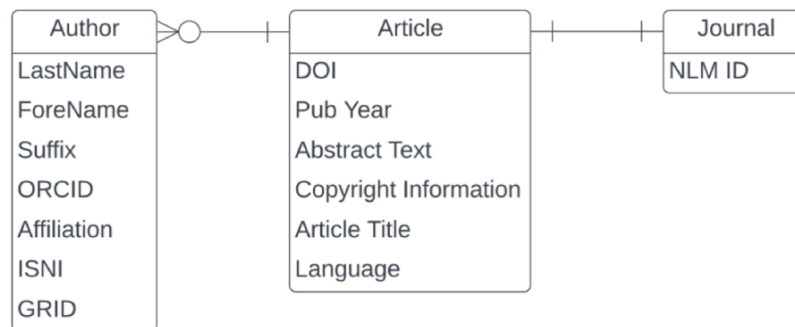 Author
LastName
ForeName
Suffix
ORCID
Affiliation
ISNI
GRID
Article
DOI
Pub Year
Abstract Text
Copyright Information
Article Title
Language
Journal
NLM ID